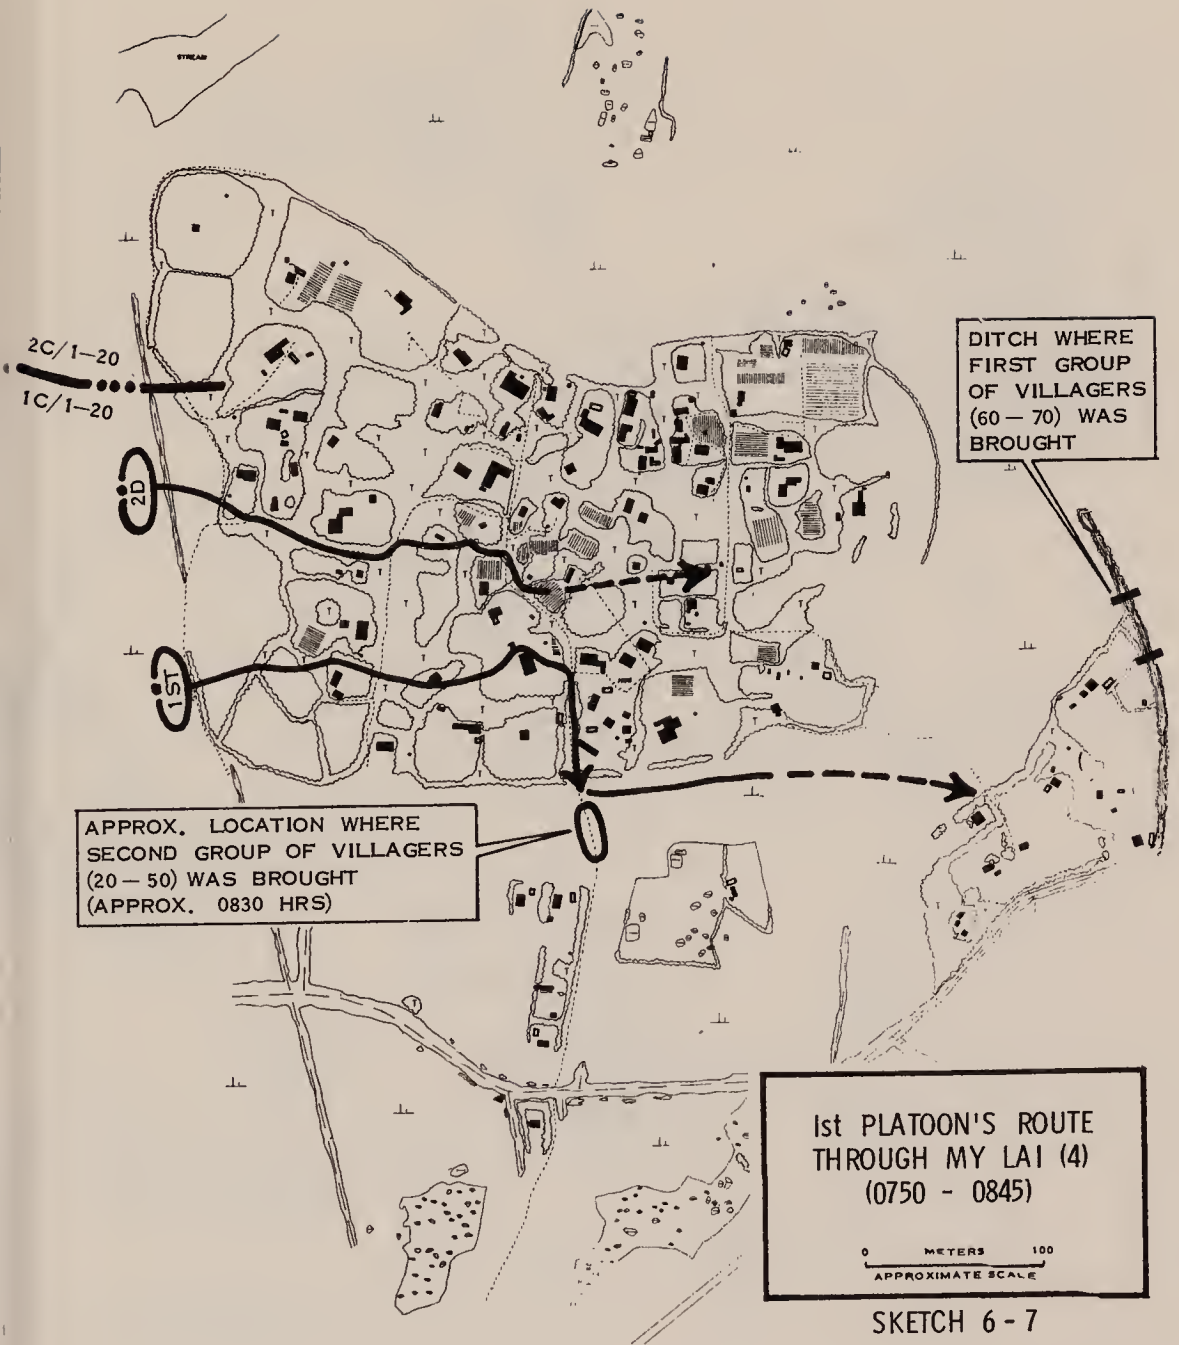 STREAM
2C/1-20
1C/1-20
2D
1ST
DITCH WHERE
FIRST GROUP
OF VILLAGERS
(60 – 70) WAS
BROUGHT
APPROX. LOCATION WHERE
SECOND GROUP OF VILLAGERS
(20 – 50) WAS BROUGHT
(APPROX. 0830 HRS)
1st PLATOON'S ROUTE
THROUGH MY LAI (4)
(0750 - 0845)
0 METERS 100
APPROXIMATE SCALE
SKETCH 6 - 7